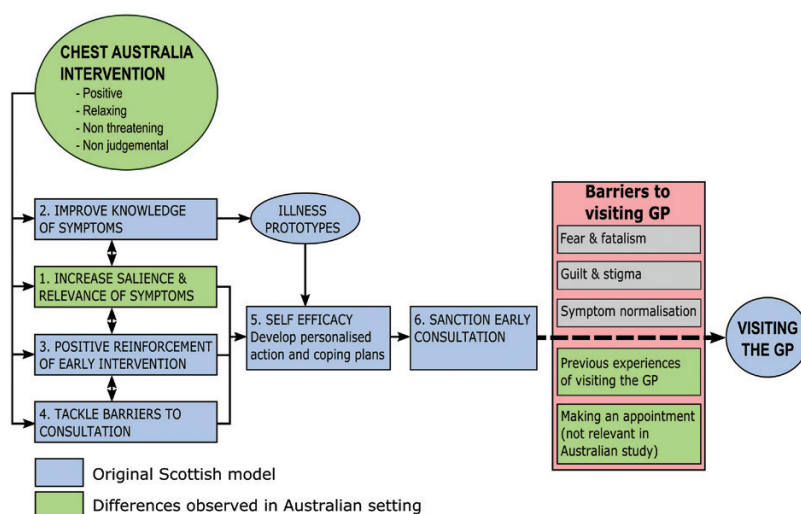 CHEST AUSTRALIA
INTERVENTION
- Positive
- Relaxing
- Non threatening
- Non judgemental
2. IMPROVE KNOWLEDGE
OF SYMPTOMS
ILLNESS
PROTOTYPES
1. INCREASE SALIENCE &
RELEVANCE OF SYMPTOMS
3. POSITIVE REINFORCEMENT
OF EARLY INTERVENTION
4. TACKLE BARRIERS TO
CONSULTATION
5. SELF EFFICACY
Develop personalised
action and coping plans
6. SANCTION EARLY
CONSULTATION
Barriers to
visiting GP
Fear & fatalism
Guilt & stigma
Symptom normalisation
Previous experiences
of visiting the GP
Making an appointment
(not relevant in
Australian study)
VISITING
THE GP
Original Scottish model
Differences observed in Australian setting